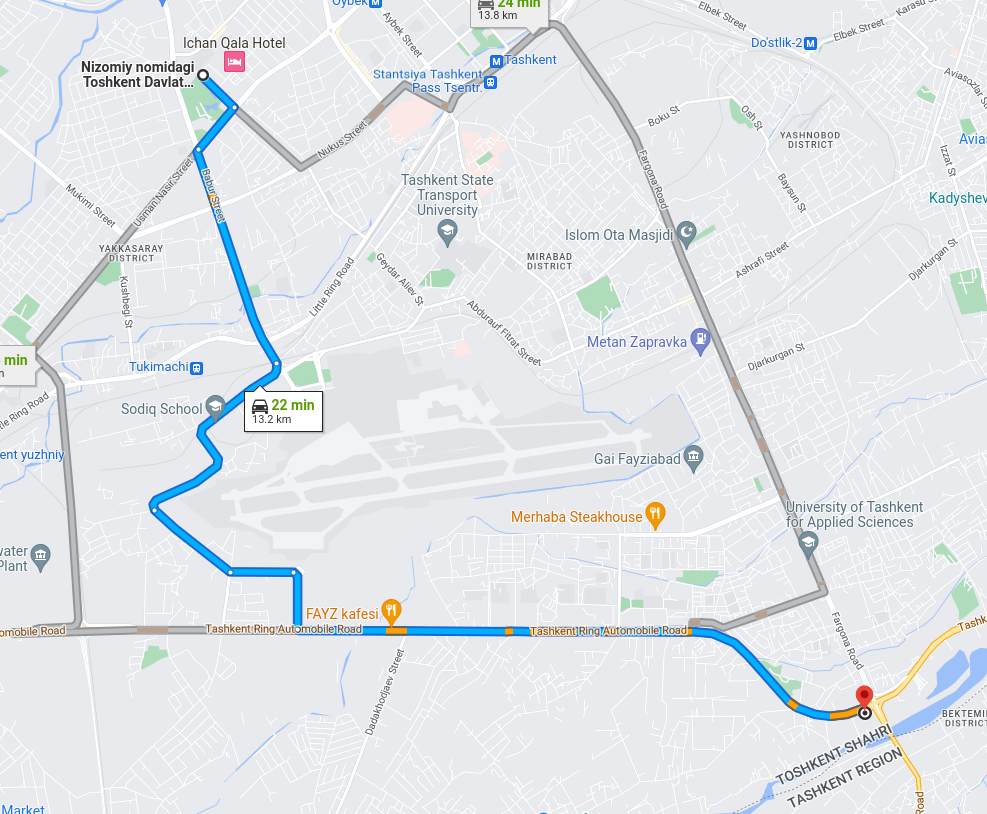 Oybek
24 min
13.8 km
Elbek Street
Karasu S
Aybek Street
Do'stlik-2
Elbek Street
Ichan Qala Hotel
Tashkent
Nizomiy nomidagi
Toshkent Davlat...
Stantsiya Tashkent
Pass Tsentr.
Aviasozlar St
Boku St
Osh St
YASHNOBOD
DISTRICT
Avias
Izzat St
Nukus Street
Fargona Road
Tashkent State
Transport
University
Baysun St
Kadyshev
Mukimi Street
Usman Nasir Street
Babur Street
Islom Ota Masjidi
YAKKASARAY
DISTRICT
MIRABAD
DISTRICT
Ashrafi Street
Djarkurgan St
Geydar Aliev St
Little Ring Road
Kushbegi St
Abdurauf Fitrat Street
Metan Zapravka
Djarkurgan St
min
Tukimachi
22 min
13.2 km
Sodiq School
tle Ring Road
ent yuzhniy
Gai Fayziabad
University of Tashkent
for Applied Sciences
Merhaba Steakhouse
water
Plant
FAYZ kafesi
omobile Road
Tashkent Ring Automobile Road
Tashkent Ring Automobile Road
Fargona Road
Tashk
Dadakhodjaev Street
BEKTEMI
DISTRICT
TOSHKENT SHAHRI
TASHKENT REGION
Road
Market